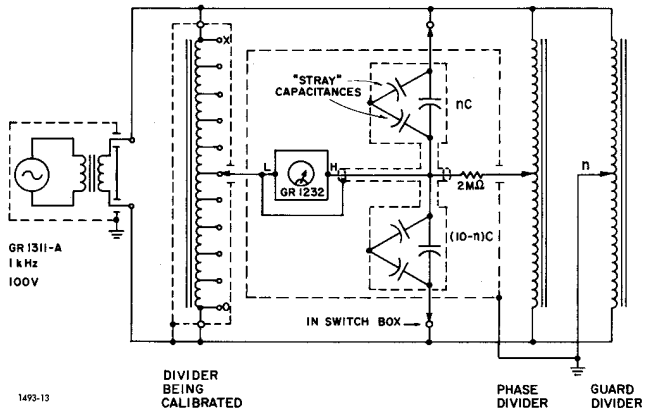 X
"STRAY"
CAPACITANCES
nC
L
H
GR 1232
2MΩ
n
(10-n)C
GR 1311-A
1 kHz
100V
O
IN SWITCH BOX
DIVIDER
BEING
CALIBRATED
PHASE
DIVIDER
GUARD
DIVIDER
1493-13